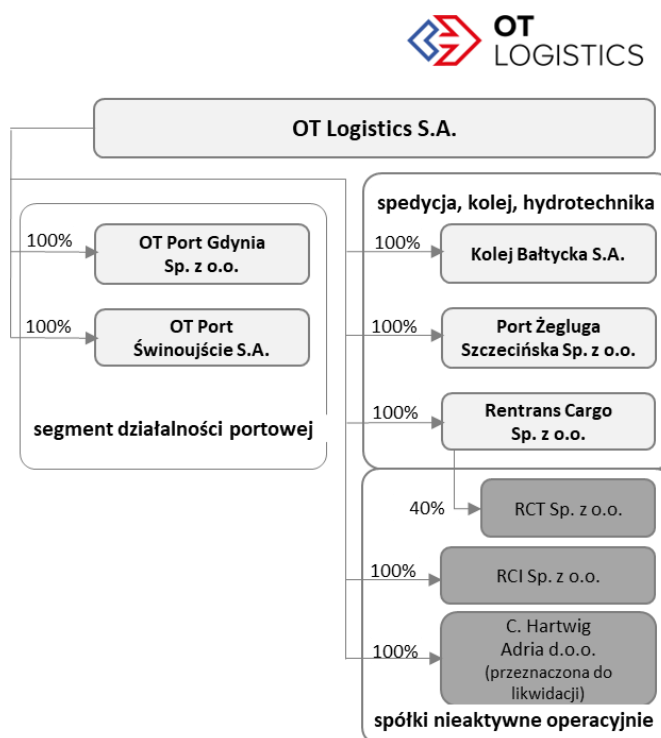 OT
LOGISTICS
OT Logistics S.A.
segment działalności portowej
100%
OT Port Gdynia
Sp. z o.o.
100%
OT Port
Świnoujście S.A.
spedycja, kolej, hydrotechnika
100%
Kolej Bałtycka S.A.
100%
Port Żegluga
Szczecińska Sp. z o.o.
100%
Rentrans Cargo
Sp. z o.o.
40%
RCT Sp. z o.o.
100%
RCI Sp. z o.o.
100%
C. Hartwig
Adria d.o.o.
(przeznaczona do
likwidacji)
spółki nieaktywne operacyjnie